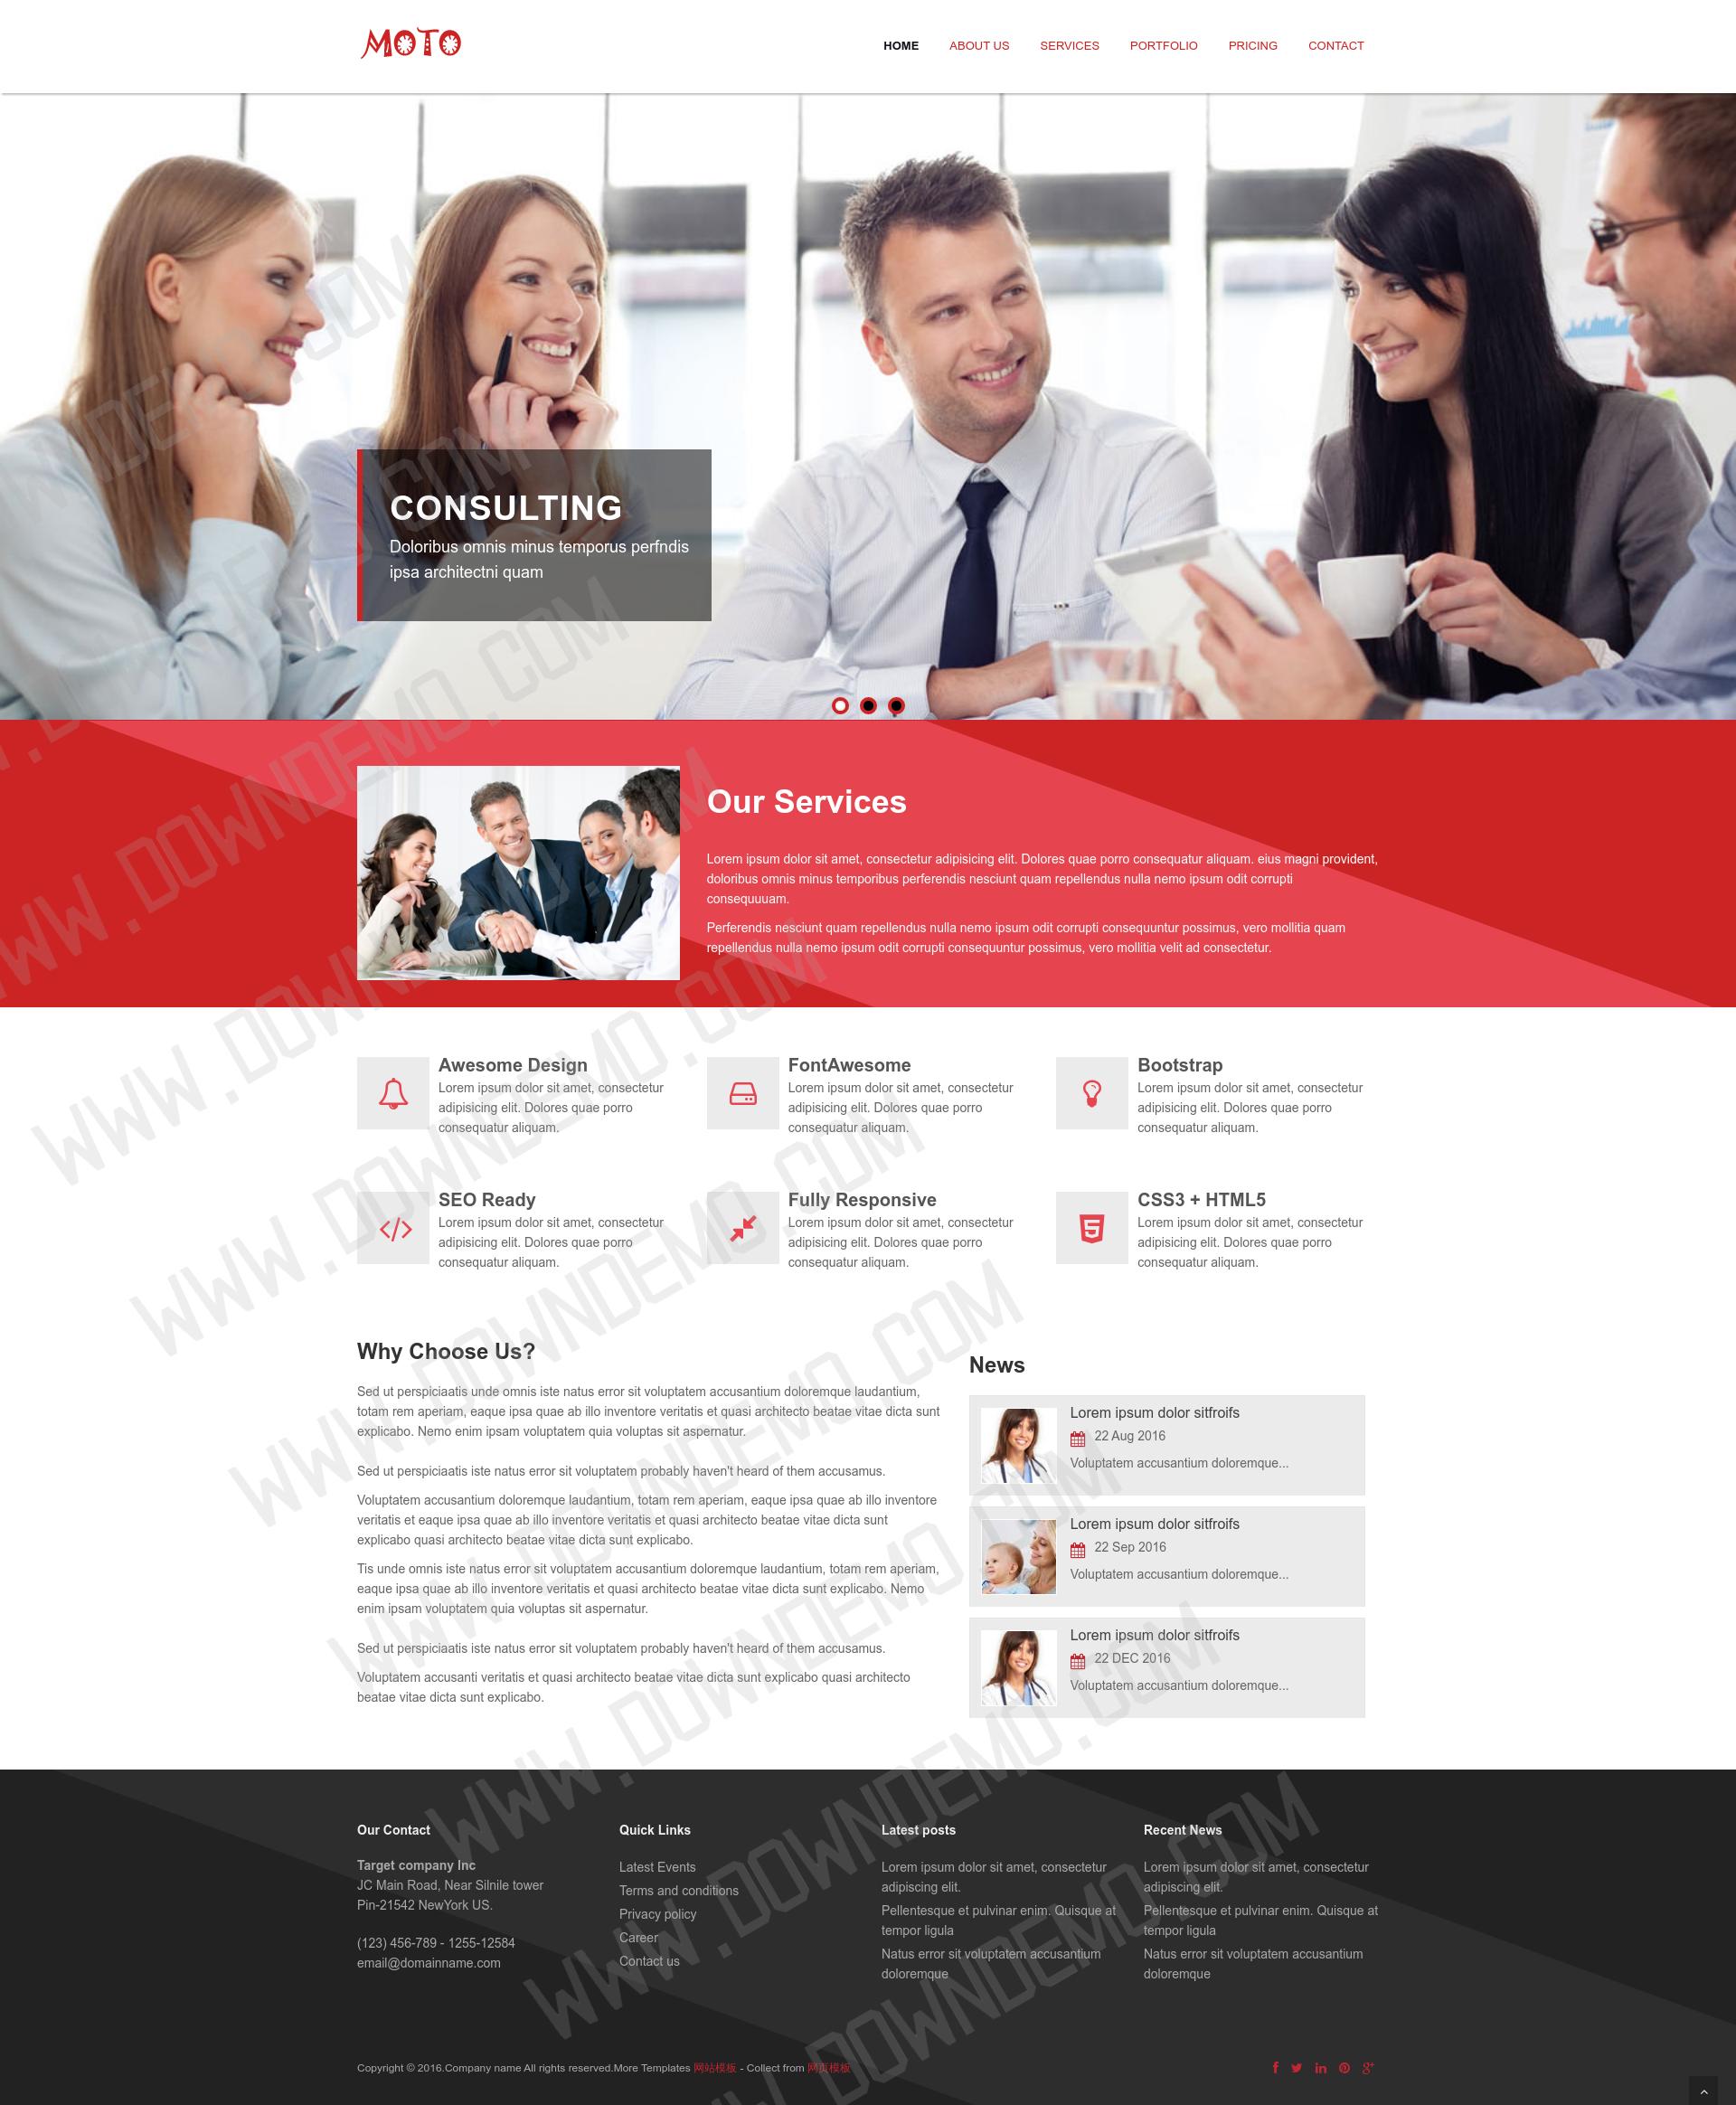 MOTO
HOME ABOUT US SERVICES PORTFOLIO PRICING CONTACT
CONSULTING
Doloribus omnis minus temporus perfndis
ipsa architectni quam
Our Services
Lorem ipsum dolor sit amet, consectetur adipisicing elit. Dolores quae porro consequatur aliquam. eius magni provident,
doloribus omnis minus temporibus perferendis nesciunt quam repellendus nulla nemo ipsum odit corrupti
consequuuam.
Perferendis nesciunt quam repellendus nulla nemo ipsum odit corrupti consequuntur possimus, vero mollitia quam
repellendus nulla nemo ipsum odit corrupti consequuntur possimus, vero mollitia velit ad consectetur.
Awesome Design
Lorem ipsum dolor sit amet, consectetur
adipisicing elit. Dolores quae porro
consequatur aliquam.
FontAwesome
Lorem ipsum dolor sit amet, consectetur
adipisicing elit. Dolores quae porro
consequatur aliquam.
Bootstrap
Lorem ipsum dolor sit amet, consectetur
adipisicing elit. Dolores quae porro
consequatur aliquam.
SEO Ready
Lorem ipsum dolor sit amet, consectetur
adipisicing elit. Dolores quae porro
consequatur aliquam.
Fully Responsive
Lorem ipsum dolor sit amet, consectetur
adipisicing elit. Dolores quae porro
consequatur aliquam.
CSS3 + HTML5
Lorem ipsum dolor sit amet, consectetur
adipisicing elit. Dolores quae porro
consequatur aliquam.
Why Choose Us?
Sed ut perspiciaatis unde omnis iste natus error sit voluptatem accusantium doloremque laudantium,
totam rem aperiam, eaque ipsa quae ab illo inventore veritatis et quasi architecto beatae vitae dicta sunt
explicabo. Nemo enim ipsam voluptatem quia voluptas sit aspernatur.
Sed ut perspiciaatis iste natus error sit voluptatem probably haven't heard of them accusamus.
Voluptatem accusantium doloremque laudantium, totam rem aperiam, eaque ipsa quae ab illo inventore
veritatis et eaque ipsa quae ab illo inventore veritatis et quasi architecto beatae vitae dicta sunt
explicabo quasi architecto beatae vitae dicta sunt explicabo.
Tis unde omnis iste natus error sit voluptatem accusantium doloremque laudantium, totam rem aperiam,
eaque ipsa quae ab illo inventore veritatis et quasi architecto beatae vitae dicta sunt explicabo. Nemo
enim ipsam voluptatem quia voluptas sit aspernatur.
Sed ut perspiciaatis iste natus error sit voluptatem probably haven't heard of them accusamus.
Voluptatem accusanti veritatis et quasi architecto beatae vitae dicta sunt explicabo quasi architecto
beatae vitae dicta sunt explicabo.
News
Lorem ipsum dolor sitfroifs
22 Aug 2016
Voluptatem accusantium doloremque...
Lorem ipsum dolor sitfroifs
22 Sep 2016
Voluptatem accusantium doloremque...
Lorem ipsum dolor sitfroifs
22 DEC 2016
Voluptatem accusantium doloremque...
Our Contact
Target company Inc
JC Main Road, Near Silnile tower
Pin-21542 NewYork US.
(123) 456-789 - 1255-12584
email@domainname.com
Quick Links
Latest Events
Terms and conditions
Privacy policy
Career
Contact us
Latest posts
Lorem ipsum dolor sit amet, consectetur
adipiscing elit.
Pellentesque et pulvinar enim. Quisque at
tempor ligula
Natus error sit voluptatem accusantium
doloremque
Recent News
Lorem ipsum dolor sit amet, consectetur
adipiscing elit.
Pellentesque et pulvinar enim. Quisque at
tempor ligula
Natus error sit voluptatem accusantium
doloremque
Copyright © 2016.Company name All rights reserved.More Templates 网站模板 - Collect from 网页模板
WWW.DOWNDEMO.COM
WWW.DOWNDEMO.COM
WWW.DOWNDEMO.COM
WWW.DOWNDEMO.COM
WWW.DOWNDEMO.COM
WWW.DOWNDEMO.COM
WWW.DOWNDEMO.COM
WWW.DOWNDEMO.COM